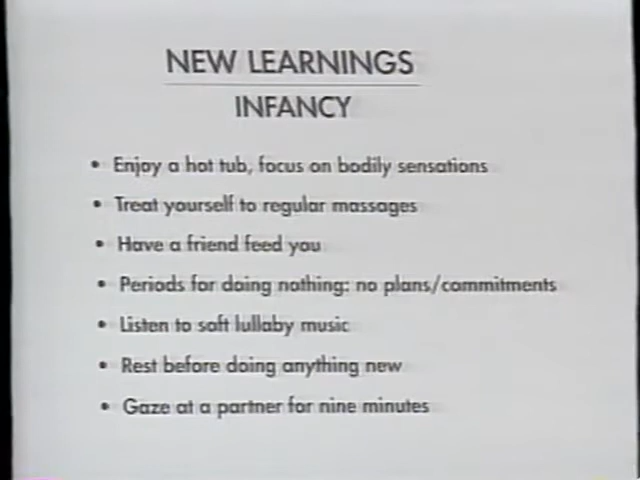 NEW LEARNINGS
INFANCY
• Enjoy a hot tub, focus on bodily sensations
• Treat yourself to regular massages
• Have a friend feed you
• Periods for doing nothing: no plans/commitments
• Listen to soft lullaby music
• Rest before doing anything new
• Gaze at a partner for nine minutes